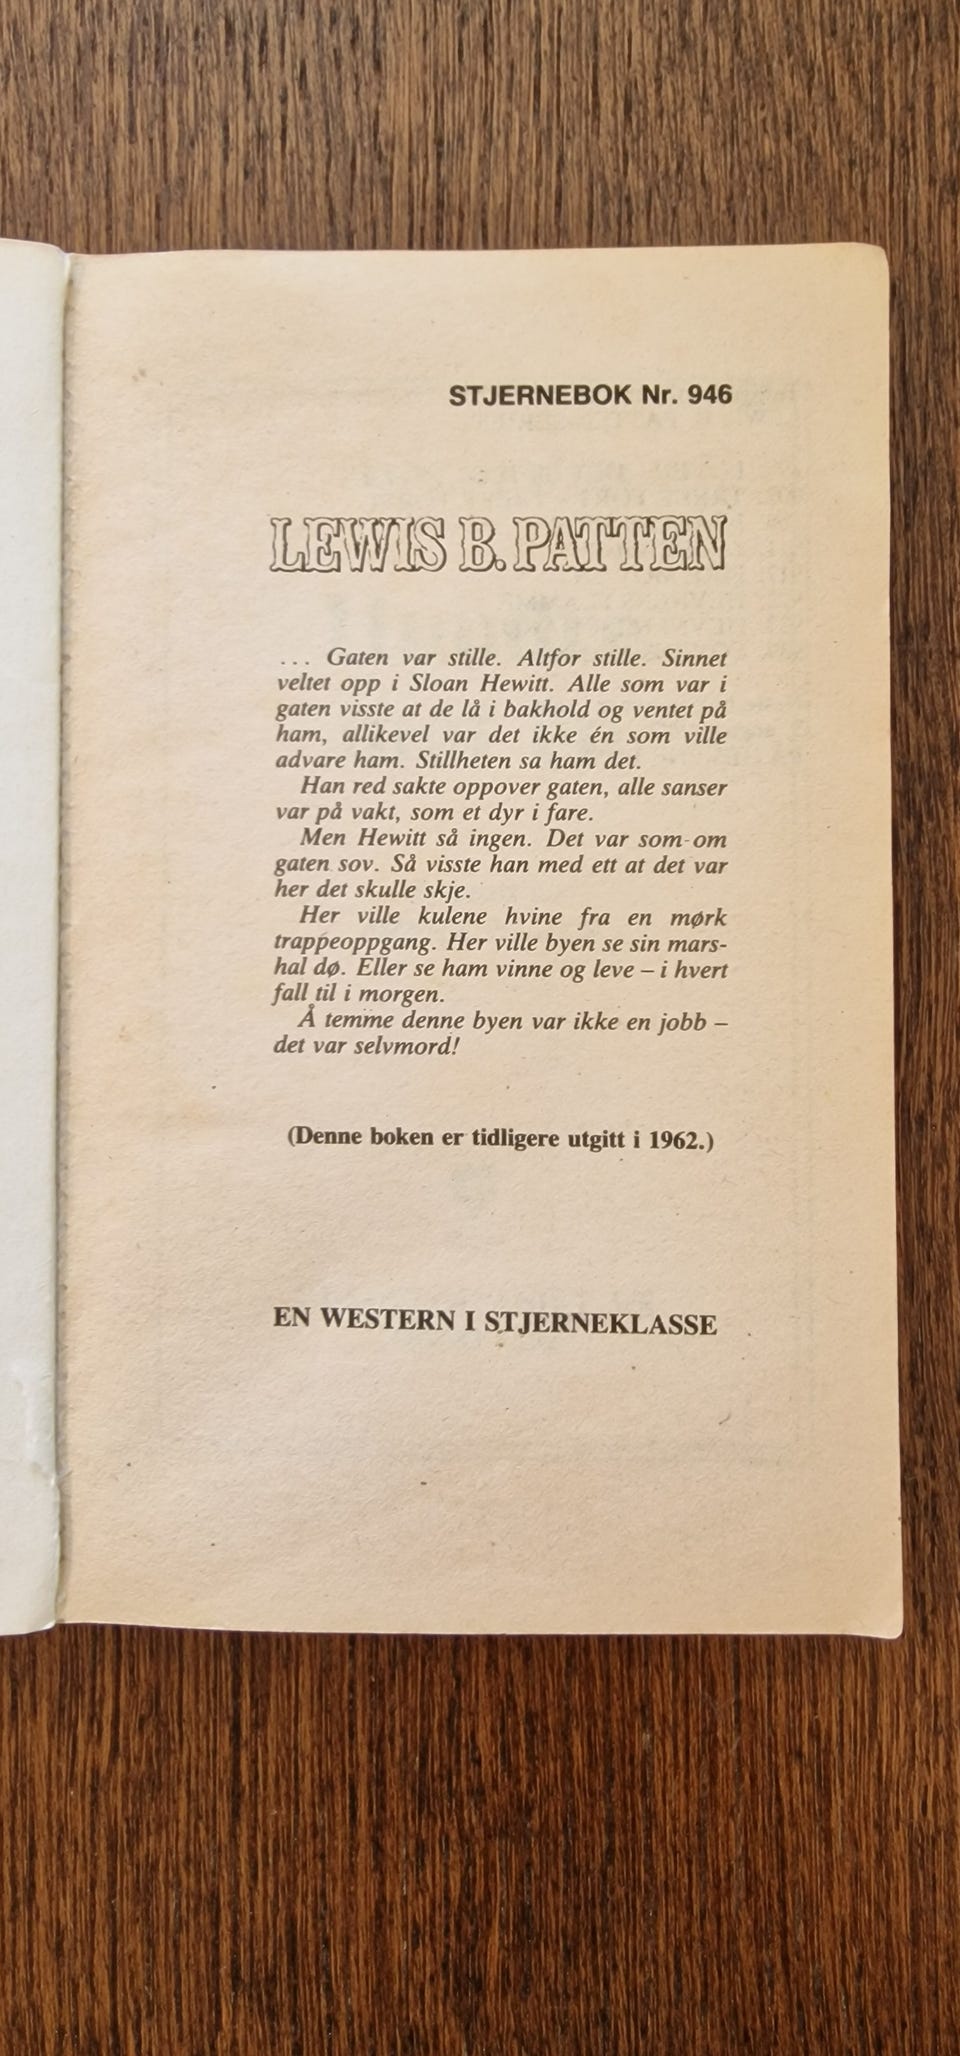 STJERNEBOK Nr. 946
LEWIS B. PATTEN
... Gaten var stille. Altfor stille. Sinnet
veltet opp i Sloan Hewitt. Alle som var i
gaten visste at de lå i bakhold og ventet på
ham, allikevel var det ikke én som ville
advare ham. Stillheten sa ham det.
Han red sakte oppover gaten, alle sanser
var på vakt, som et dyr i fare.
Men Hewitt så ingen. Det var som om
gaten sov. Så visste han med ett at det var
her det skulle skje.
Her ville kulene hvine fra en mørk
trappeoppgang. Her ville byen se sin mars-
hal dø. Eller se ham vinne og leve – i hvert
fall til i morgen.
Å temme denne byen var ikke en jobb –
det var selvmord!
(Denne boken er tidligere utgitt i 1962.)
EN WESTERN I STJERNEKLASSE